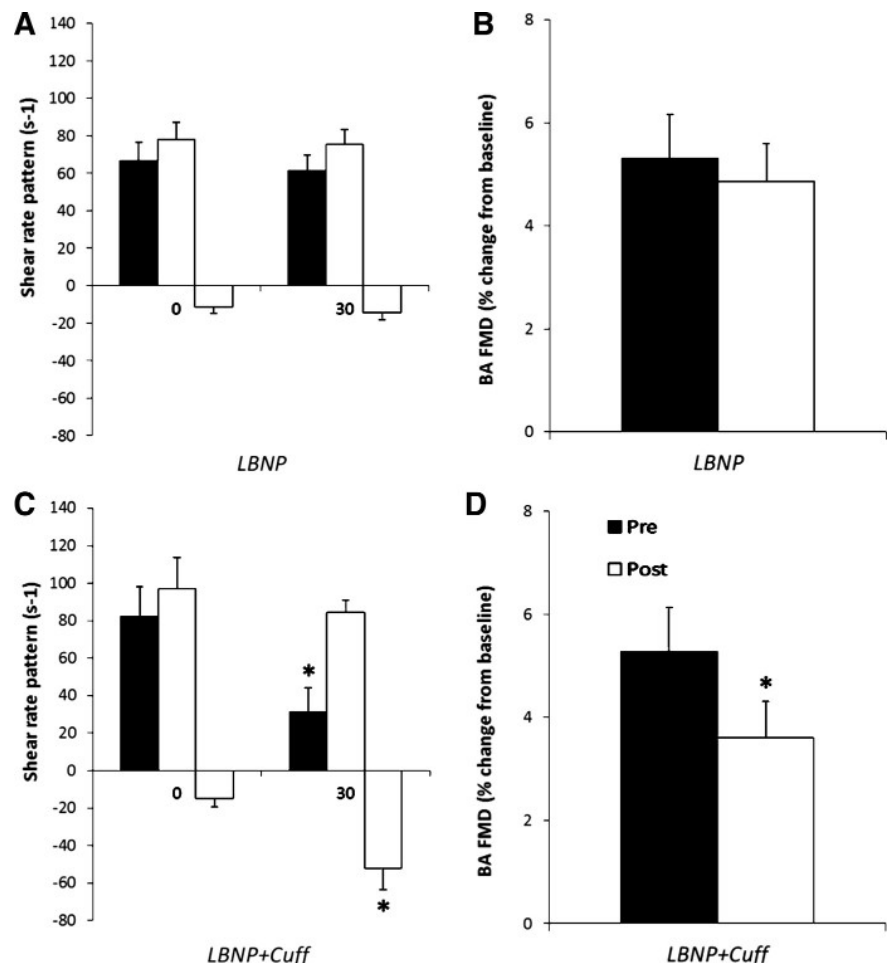 A
Shear rate pattern (s-1)
140
120
100
80
60
40
20
0
-20
-40
-60
-80
0
30
LBNP
B
BA FMD (% change from baseline)
8
6
4
2
0
LBNP
C
Shear rate pattern (s-1)
140
120
100
80
60
40
20
0
-20
-40
-60
-80
0
*
30
*
LBNP+Cuff
D
BA FMD (% change from baseline)
8
6
4
2
0
Pre
Post
*
LBNP+Cuff